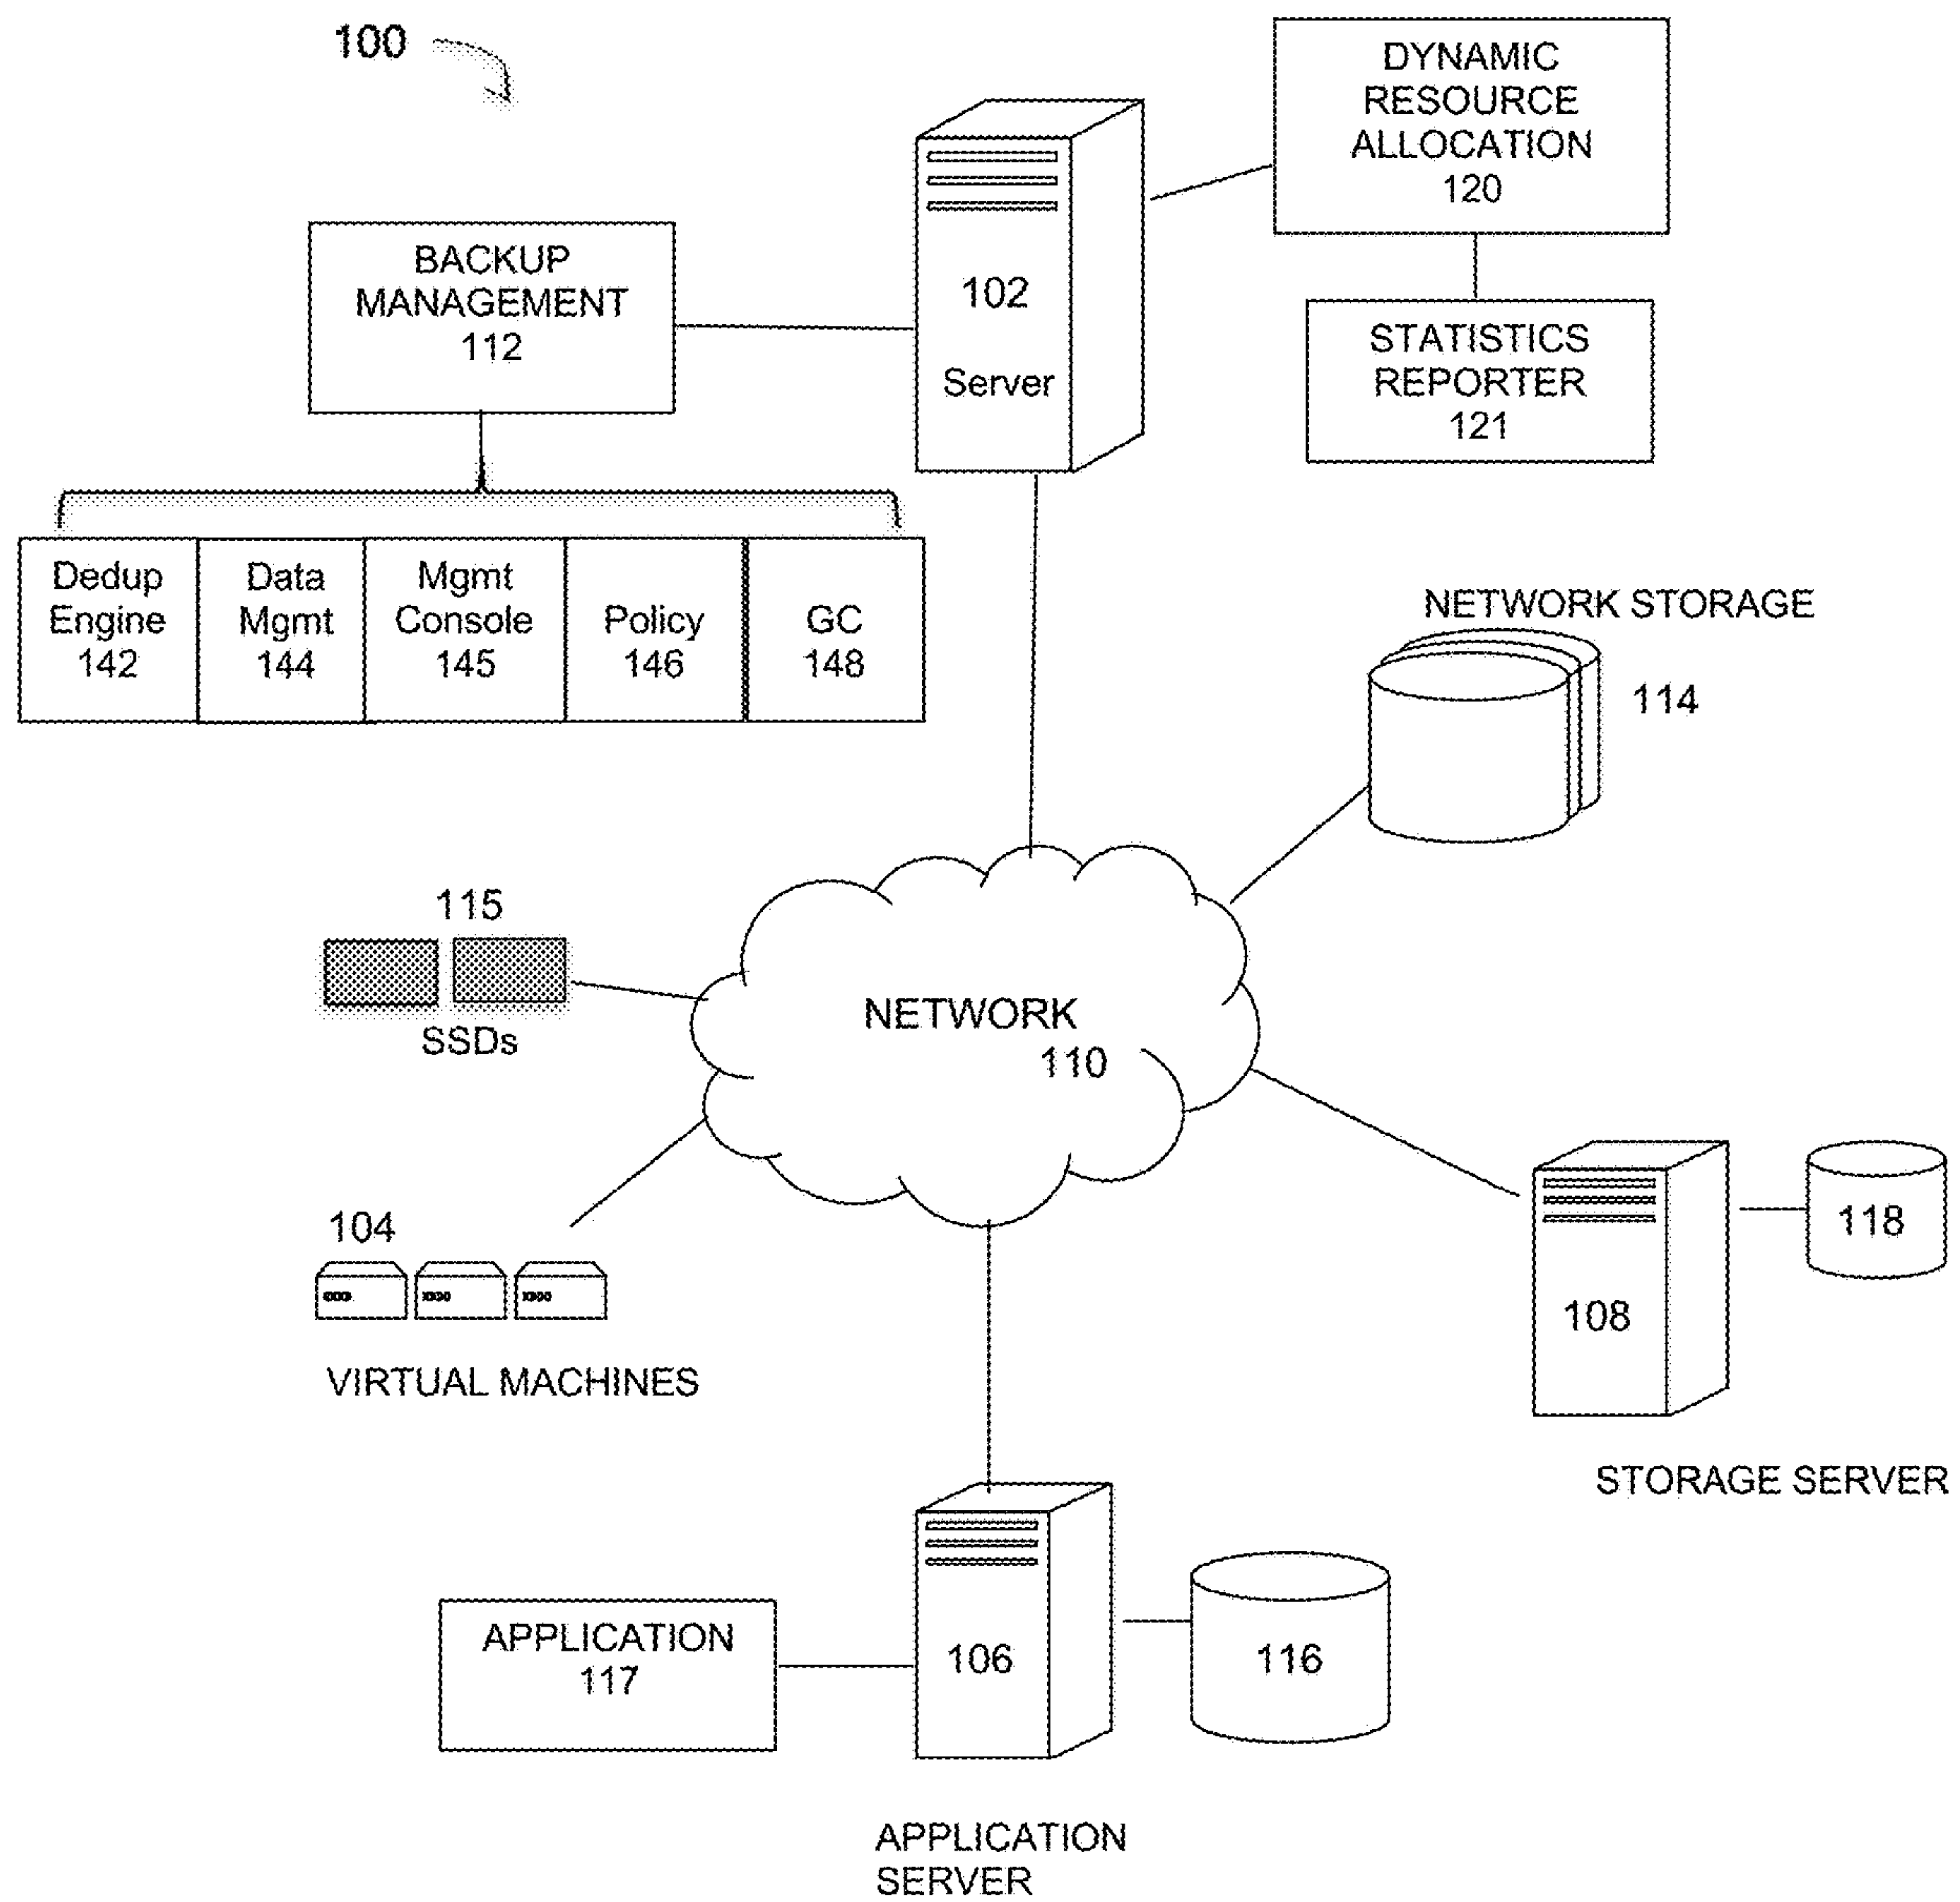 100
DYNAMIC
RESOURCE
ALLOCATION
120
BACKUP
MANAGEMENT
112
102
Server
STATISTICS
REPORTER
121
Dedup
Engine
142
Data
Mgmt
144
Mgmt
Console
145
Policy
146
GC
148
NETWORK STORAGE
114
115
SSDs
NETWORK
110
104
VIRTUAL MACHINES
108
118
STORAGE SERVER
APPLICATION
117
106
116
APPLICATION
SERVER